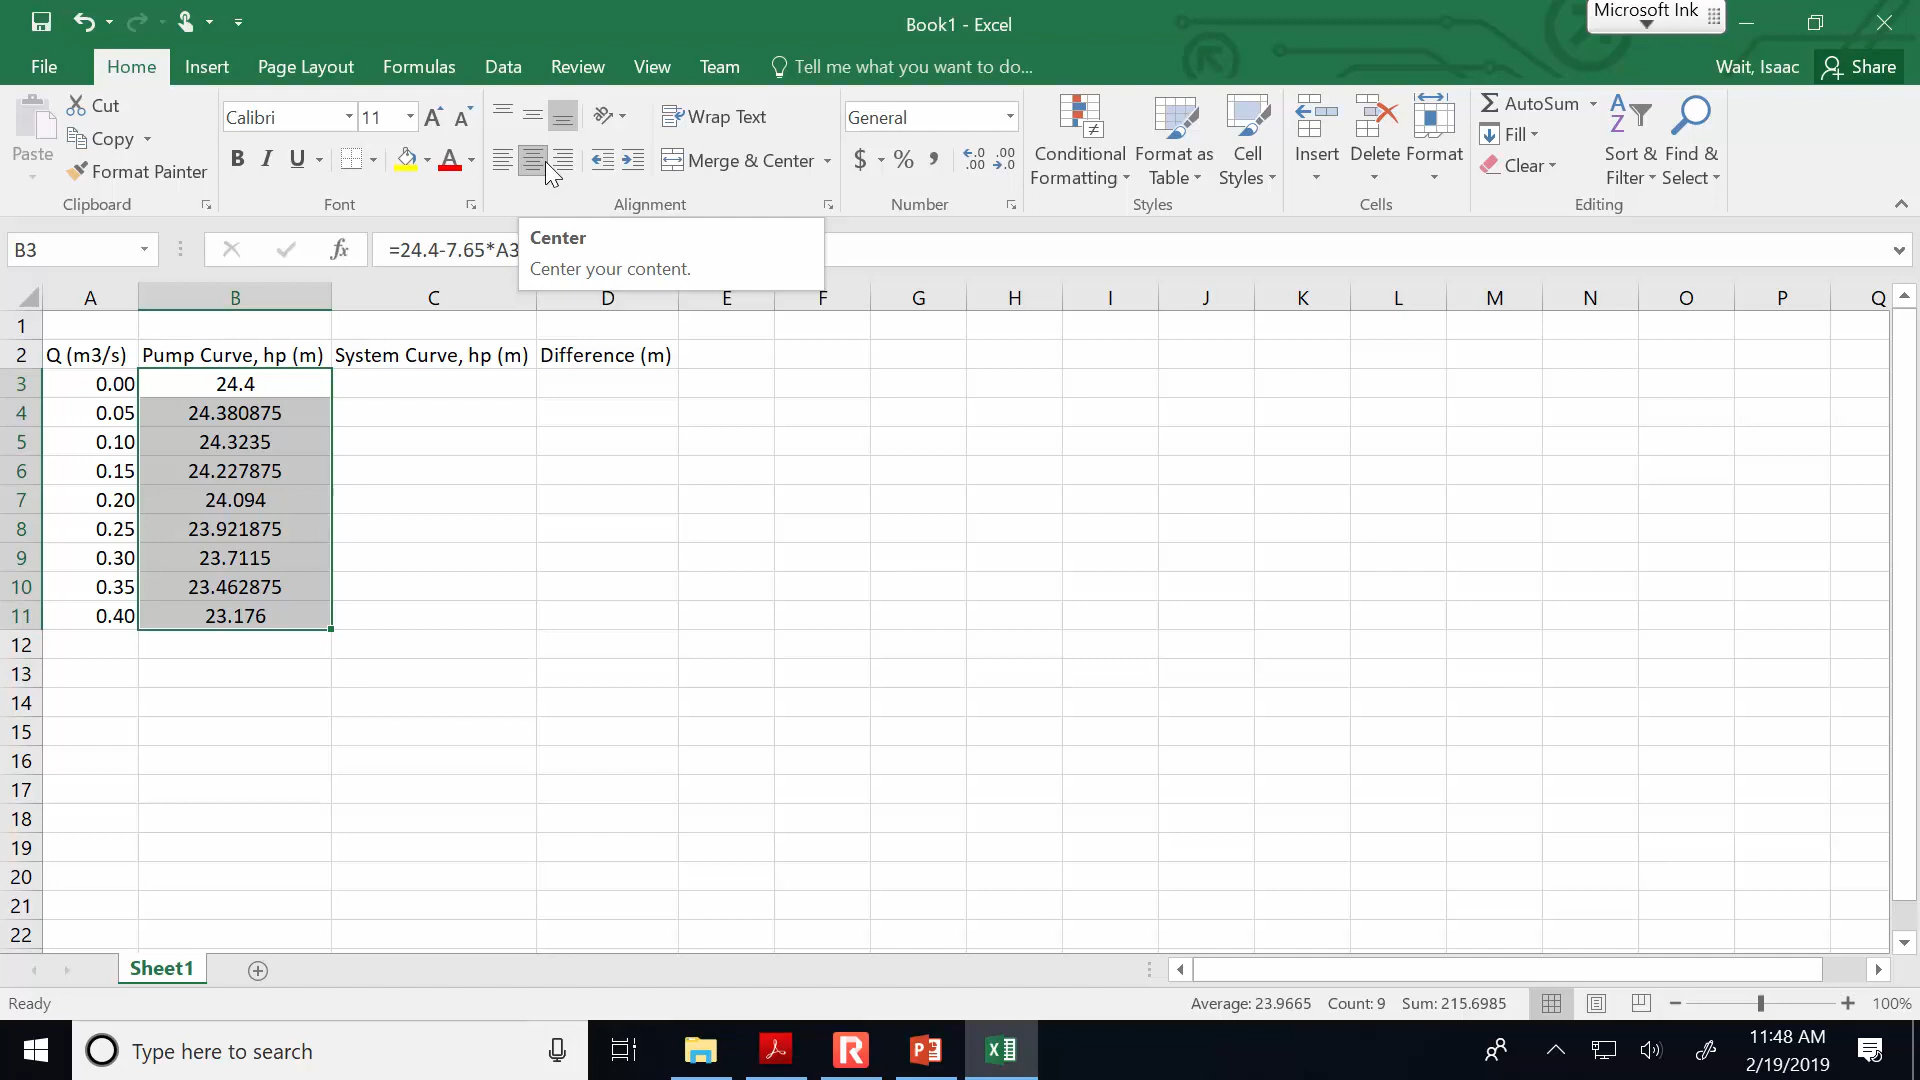 Book1 - Excel
Microsoft Ink
File Home Insert Page Layout Formulas Data Review View Team Tell me what you want to do... Wait, Isaac Share
Paste
Cut
Copy
Format Painter
Clipboard
Calibri 11
B I U A
Font
Wrap Text
Merge & Center
Alignment
General
$ % ,
Number
Conditional Formatting
Format as Table
Cell Styles
Styles
Insert Delete Format
Cells
AutoSum
Fill
Clear
Sort & Filter
Find & Select
Editing
B3 fx =24.4-7.65*A3
Center
Center your content.
A B C D E F G H I J K L M N O P Q
1
2 Q (m3/s) Pump Curve, hp (m) System Curve, hp (m) Difference (m)
3 0.00 24.4
4 0.05 24.380875
5 0.10 24.3235
6 0.15 24.227875
7 0.20 24.094
8 0.25 23.921875
9 0.30 23.7115
10 0.35 23.462875
11 0.40 23.176
12
13
14
15
16
17
18
19
20
21
22
Sheet1
Ready Average: 23.9665 Count: 9 Sum: 215.6985 100%
Type here to search
11:48 AM
2/19/2019